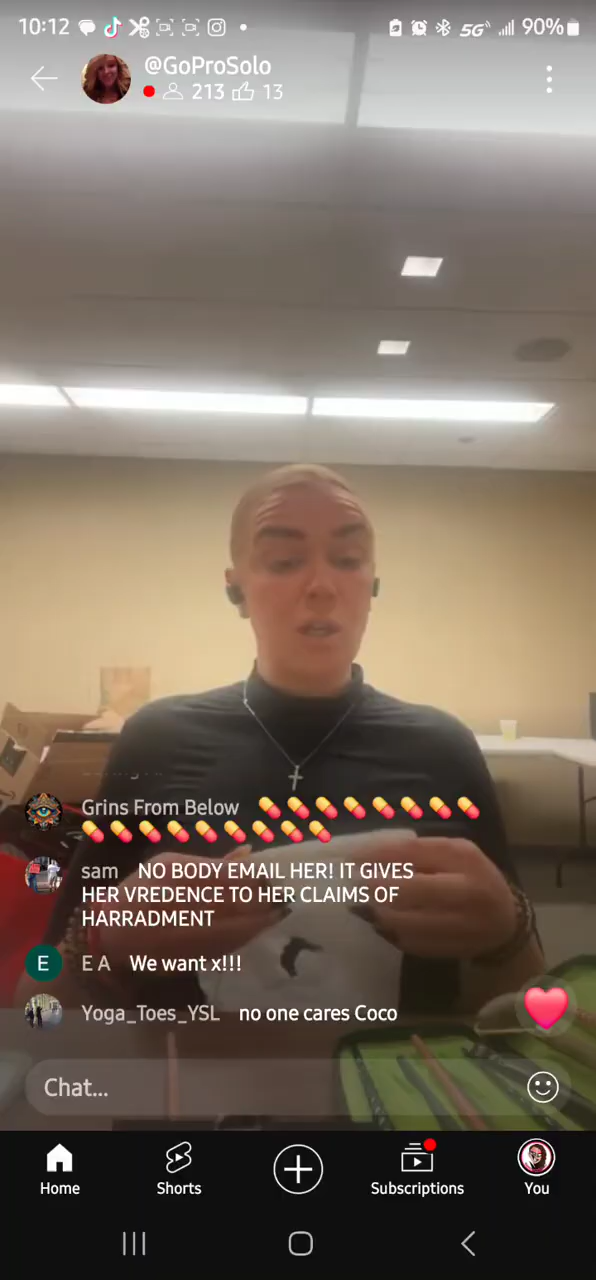 10:12
5G
90%
@GoProSolo
213 13
Grins From Below
sam NO BODY EMAIL HER! IT GIVES
HER VREDENCE TO HER CLAIMS OF
HARRADMENT
E
E A We want x!!!
Yoga_Toes_YSL no one cares Coco
Chat...
Home
Shorts
Subscriptions
You